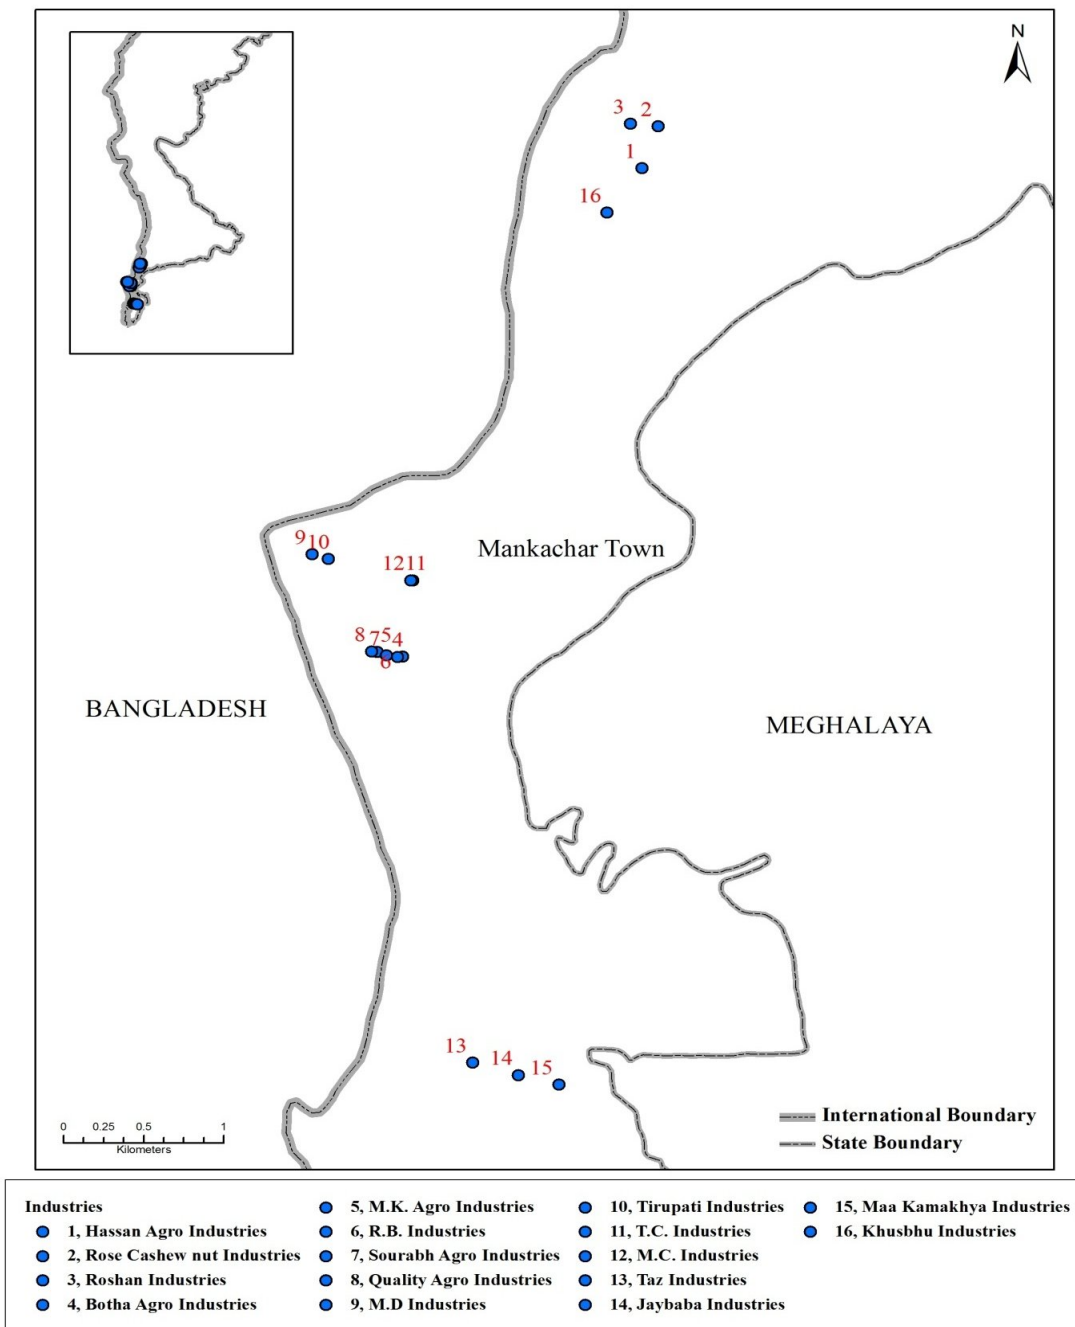 N
3 2
1
16
9 10
Mankachar Town
12 11
8 7 5 4
6
BANGLADESH
MEGHALAYA
13 14 15
International Boundary
State Boundary
0 0.25 0.5 1
Kilometers
Industries
1, Hassan Agro Industries
2, Rose Cashew nut Industries
3, Roshan Industries
4, Botha Agro Industries
5, M.K. Agro Industries
6, R.B. Industries
7, Sourabh Agro Industries
8, Quality Agro Industries
9, M.D Industries
10, Tirupati Industries
11, T.C. Industries
12, M.C. Industries
13, Taz Industries
14, Jaybaba Industries
15, Maa Kamakhya Industries
16, Khusbhu Industries